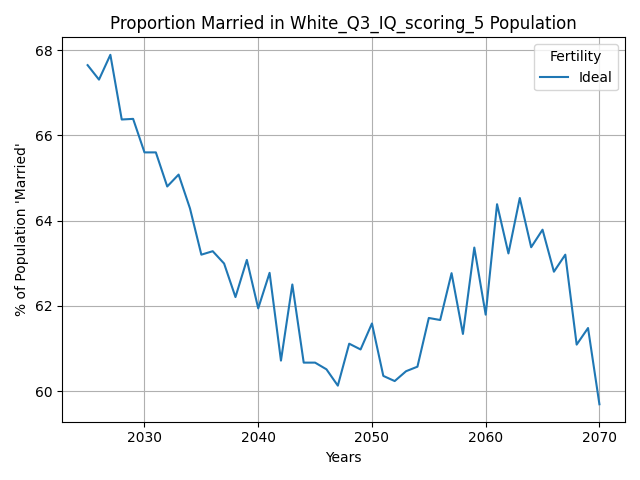 Proportion Married in White_Q3_IQ_scoring_5 Population
Fertility
Ideal
% of Population 'Married'
68
66
64
62
60
2030
2040
2050
2060
2070
Years